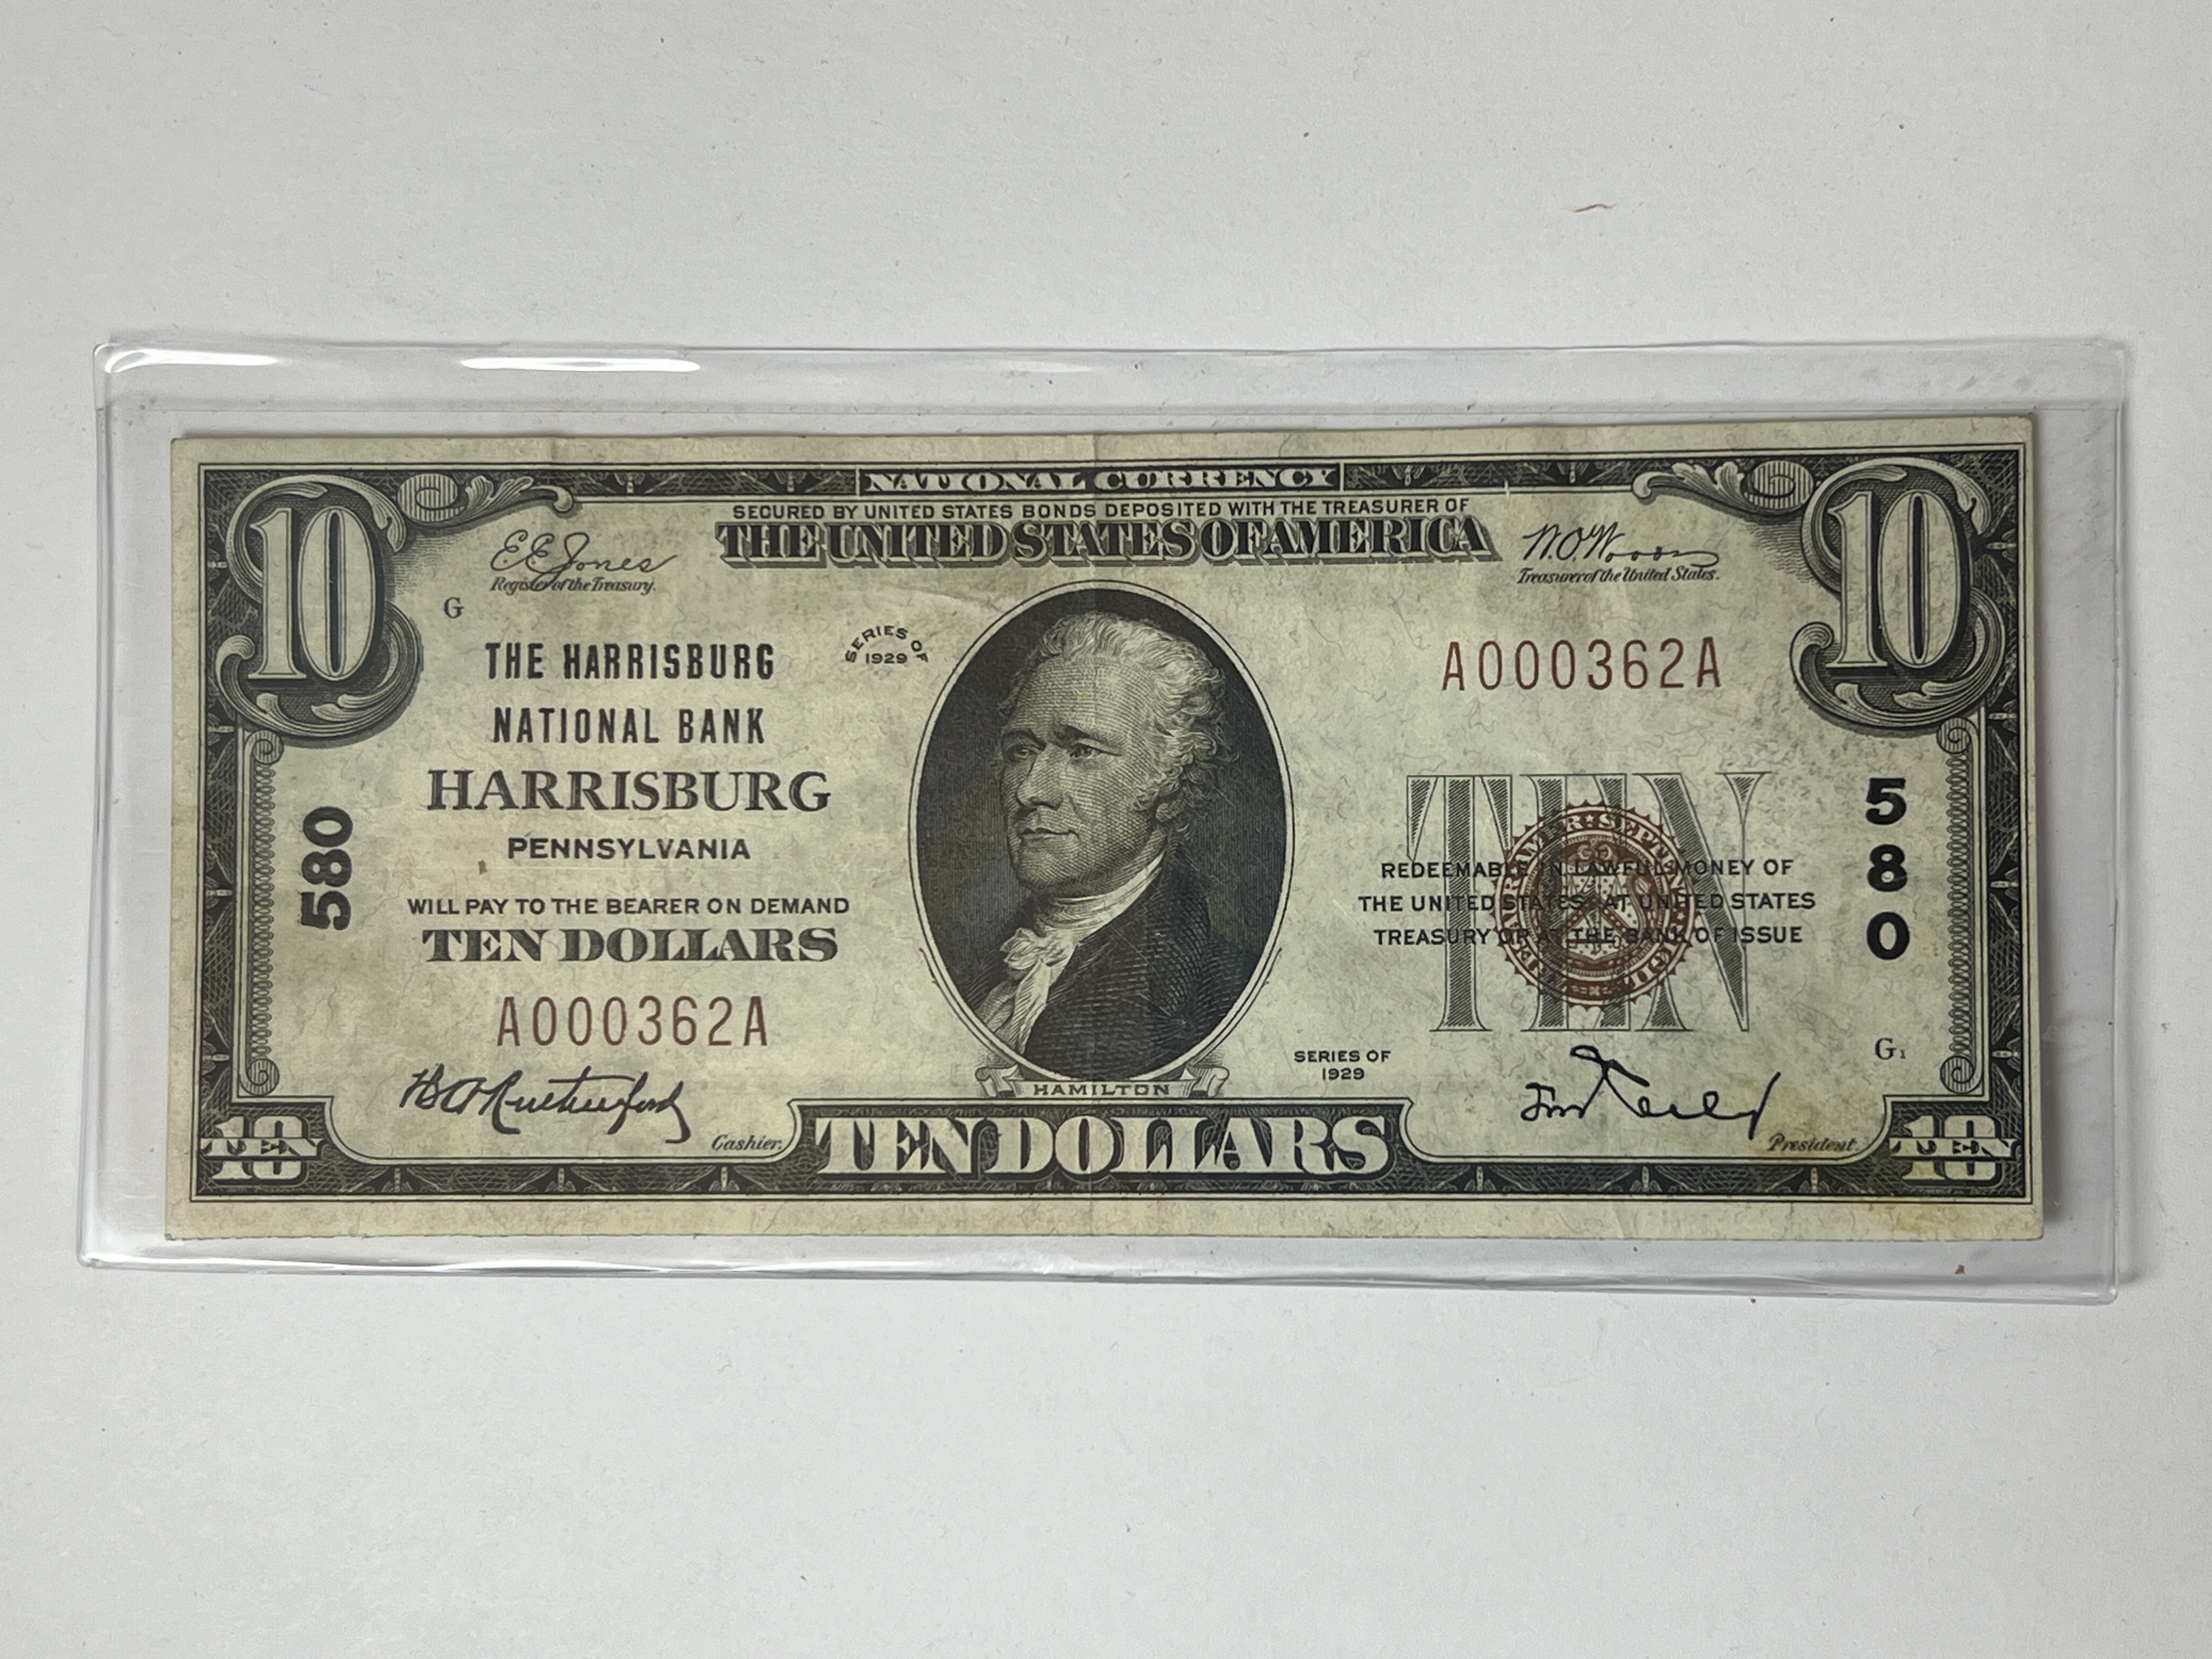 NATIONAL CURRENCY
SECURED BY UNITED STATES BONDS DEPOSITED WITH THE TREASURER OF
THE UNITED STATES OF AMERICA
10
10
E.E. Jones
Register of the Treasury.
W.O. Woods
Treasurer of the United States.
G
THE HARRISBURG
NATIONAL BANK
HARRISBURG
PENNSYLVANIA
WILL PAY TO THE BEARER ON DEMAND
TEN DOLLARS
A000362A
580
SERIES OF
1929
A000362A
TEN
REDEEMABLE IN LAWFUL MONEY OF
THE UNITED STATES AT UNITED STATES
TREASURY OR AT THE BANK OF ISSUE
580
G1
SERIES OF
1929
HAMILTON
Cashier.
President.
10
TEN
TEN DOLLARS
10
TEN